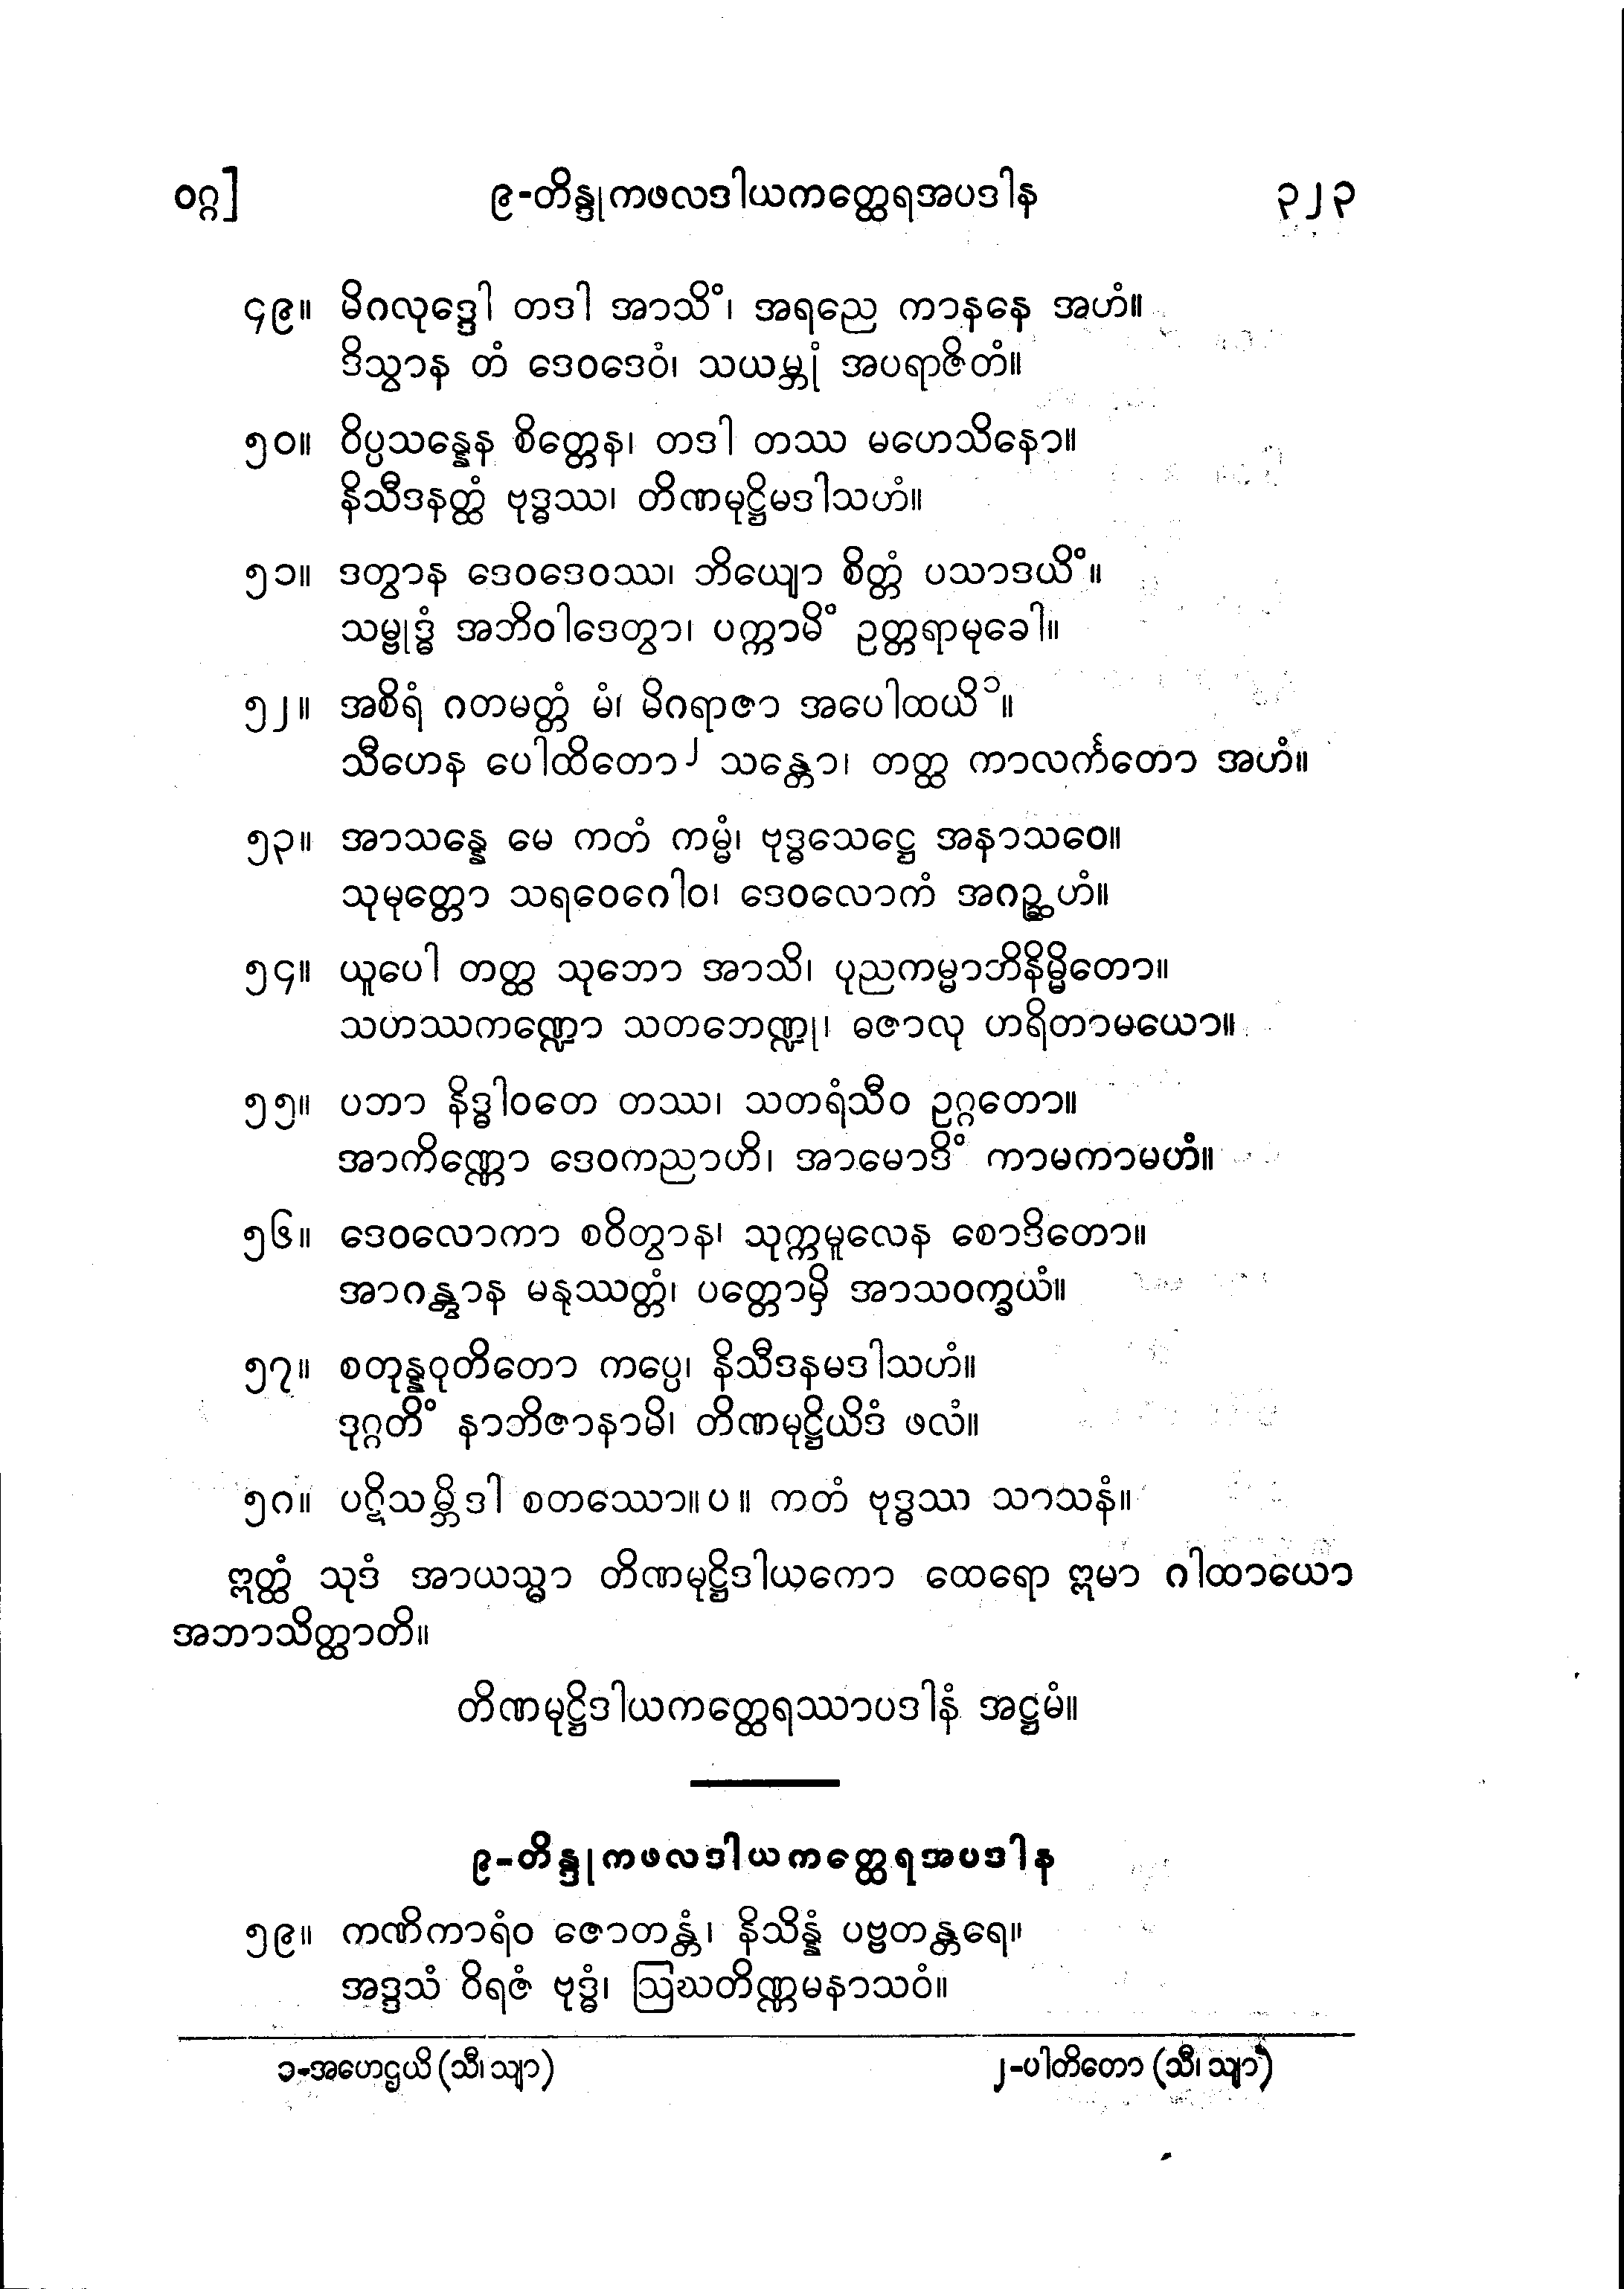 ဝဂ္ဂ] ၉-တိန္ဒုကဖလဒါယကတ္ထေရအပဒါန ၃၂၃
၄၉။ မိဂလုဒ္ဒေါ တဒါ အာသိံ၊ အရညေ ကာနနေ အဟံ။
ဒိသွာန တံ ဒေဝဒေဝံ၊ သယမ္ဘုံ အပရာဇိတံ။
၅၀။ ဝိပ္ပသန္နေန စိတ္တေန၊ တဒါ တဿ မဟေသိနော။
နိသီဒနတ္ထံ ဗုဒ္ဓဿ၊ တိဏမုဋ္ဌိမဒါသဟံ။
၅၁။ ဒတွာန ဒေဝဒေဝဿ၊ ဘိယျော စိတ္တံ ပသာဒယိံ။
သမ္ဗုဒ္ဓံ အဘိဝါဒေတွာ၊ ပက္ကာမိံ ဥတ္တရာမုခေါ။
၅၂။ အစိရံ ဂတမတ္တံ မံ၊ မိဂရာဇာ အပေါထယိ၁။
သီဟေန ပေါထိတော၂ သန္တော၊ တတ္ထ ကာလင်္ကတော အဟံ။
၅၃။ အာသန္နေ မေ ကတံ ကမ္မံ၊ ဗုဒ္ဓသေဋ္ဌေ အနာသဝေ။
သုမုတ္တော သရဝေဂေါဝ၊ ဒေဝလောကံ အဂဉ္ဆဟံ။
၅၄။ ယူပေါ တတ္ထ သုဘော အာသိ၊ ပုညကမ္မာဘိနိမ္မိတော။
သဟဿကဏ္ဍော သတဘေဏ္ဍု၊ ဓဇာလု ဟရိတာမယော။
၅၅။ ပဘာ နိဒ္ဓါဝတေ တဿ၊ သတရံသီဝ ဥဂ္ဂတော။
အာကိဏ္ဏော ဒေဝကညာဟိ၊ အာမောဒိံ ကာမကာမဟံ။
၅၆။ ဒေဝလောကာ စဝိတွာန၊ သုက္ကမူလေန စောဒိတော။
အာဂန္တွာန မနုဿတ္တံ၊ ပတ္တောမှိ အာသဝက္ခယံ။
၅၇။ စတုန္နဝုတိတော ကပ္ပေ၊ နိသီဒနမဒါသဟံ။
ဒုဂ္ဂတိံ နာဘိဇာနာမိ၊ တိဏမုဋ္ဌိယိဒံ ဖလံ။
၅၈။ ပဋိသမ္ဘိဒါ စတဿော။ပ။ ကတံ ဗုဒ္ဓဿ သာသနံ။
ဣတ္ထံ သုဒံ အာယသ္မာ တိဏမုဋ္ဌိဒါယကော ထေရော ဣမာ ဂါထာယော
အဘာသိတ္ထာတိ။
တိဏမုဋ္ဌိဒါယကတ္ထေရဿာပဒါနံ အဋ္ဌမံ။
၉-တိန္ဒုကဖလဒါယကတ္ထေရအပဒါန
၅၉။ ကဏိကာရံဝ ဇောတန္တံ၊ နိသိန္နံ ပဗ္ဗတန္တရေ။
အဒ္ဒသံ ဝိရဇံ ဗုဒ္ဓံ၊ ဩဃတိဏ္ဏမနာသဝံ။
၁-အဟေဌယိ (သီ၊ သျာ) ၂-ပါတိတော (သီ၊ သျာ)